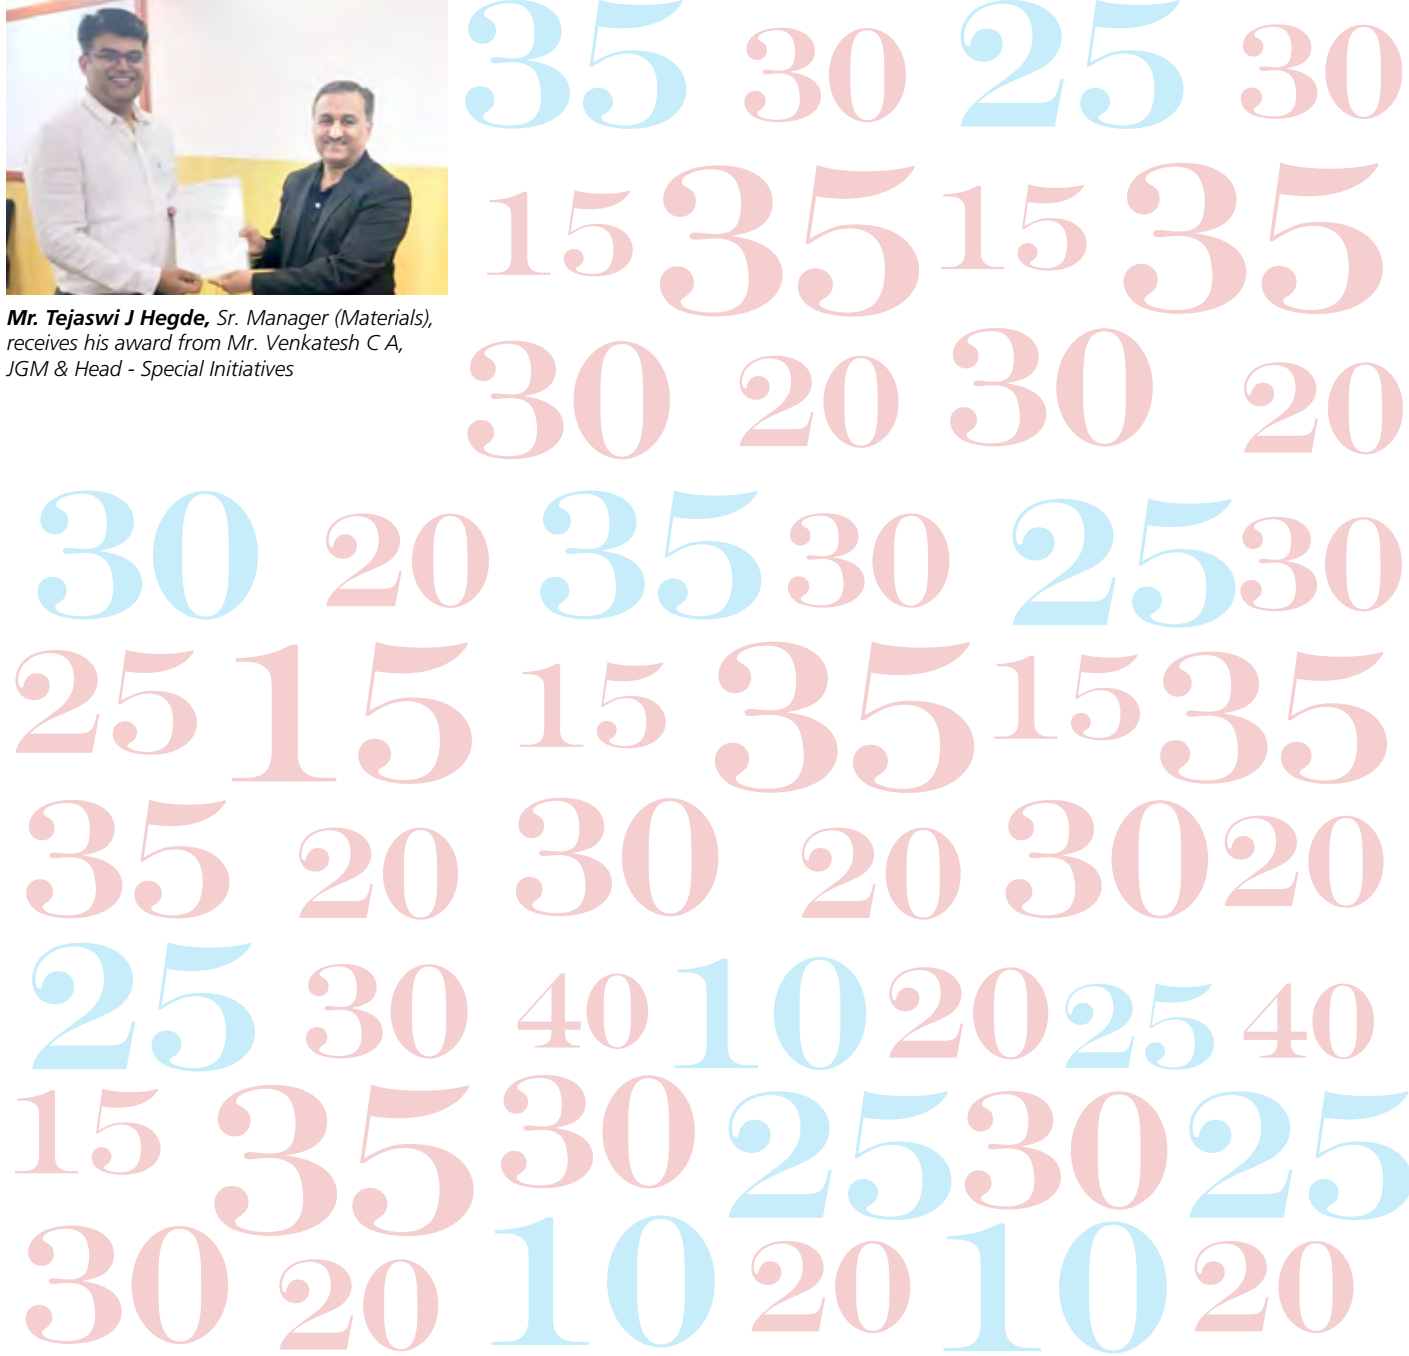 35 30 25 30
15 35 15 35
Mr. Tejaswi J Hegde, Sr. Manager (Materials),
receives his award from Mr. Venkatesh C A,
JGM & Head - Special Initiatives
30 20 30 20
30 20 35 30 25 30
25 15 15 35 15 35
35 20 30 20 30 20
25 30 40 10 20 25 40
15 35 30 25 30 25
30 20 10 20 10 20